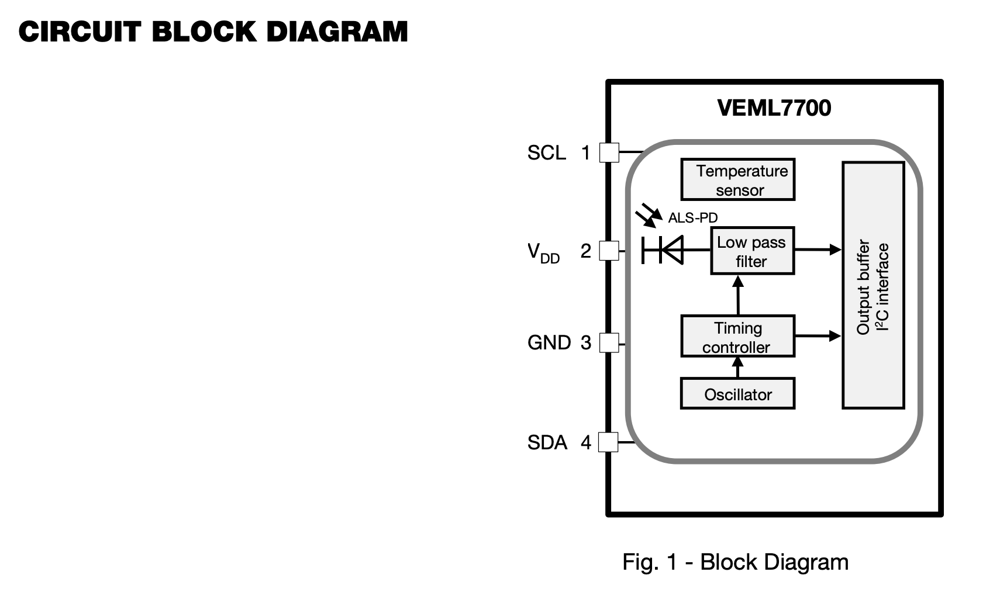 CIRCUIT BLOCK DIAGRAM
VEML7700
SCL 1
Temperature
sensor
ALS-PD
VDD 2
Low pass
filter
Output buffer
I²C interface
GND 3
Timing
controller
Oscillator
SDA 4
Fig. 1 - Block Diagram